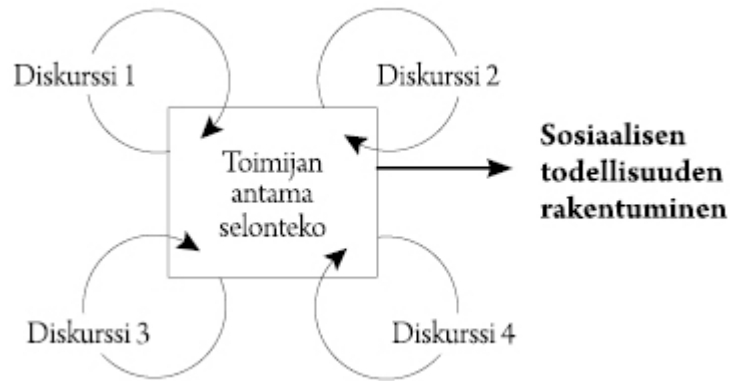 Diskurssi 1
Diskurssi 2
Toimijan
antama
selonteko
Sosiaalisen
todellisuuden
rakentuminen
Diskurssi 3
Diskurssi 4